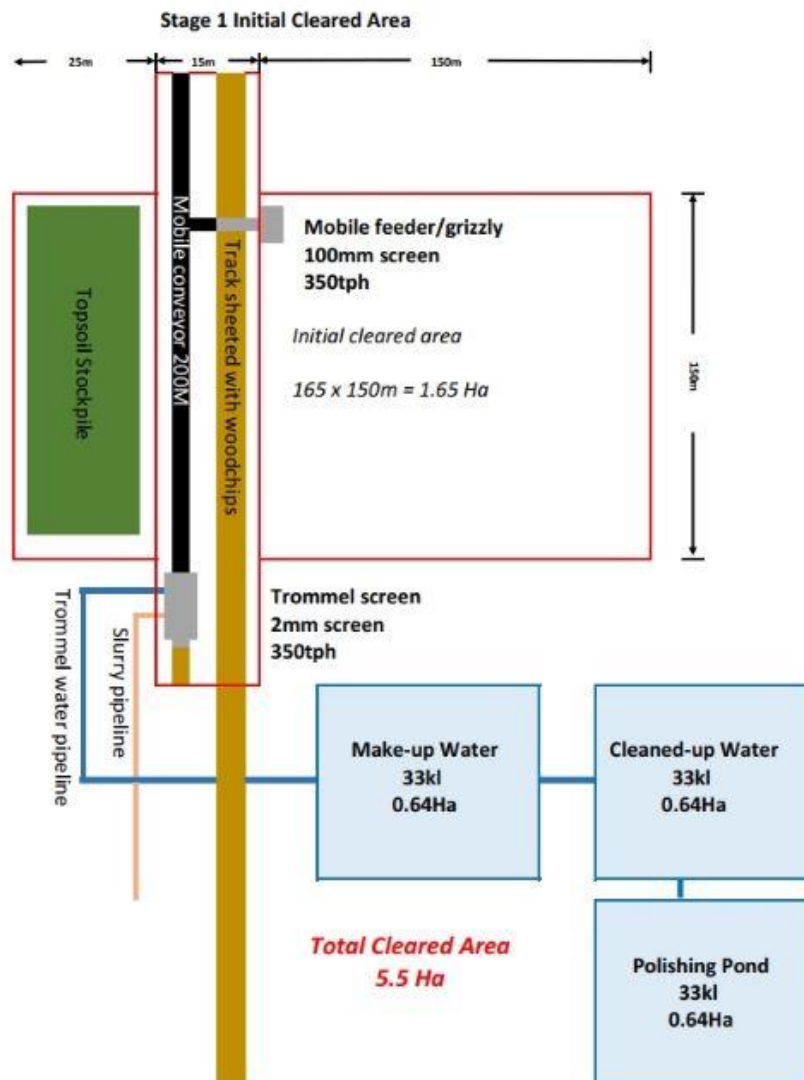 Stage 1 Initial Cleared Area
25m
15m
150m
Mobile conveyor 200M
Track sheeted with woodchips
Topsoil Stockpile
Mobile feeder/grizzly
100mm screen
350tph
Initial cleared area
165 x 150m = 1.65 Ha
150m
Trommel water pipeline
Slurry pipeline
Trommel screen
2mm screen
350tph
Make-up Water
33kl
0.64Ha
Cleaned-up Water
33kl
0.64Ha
Total Cleared Area
5.5 Ha
Polishing Pond
33kl
0.64Ha